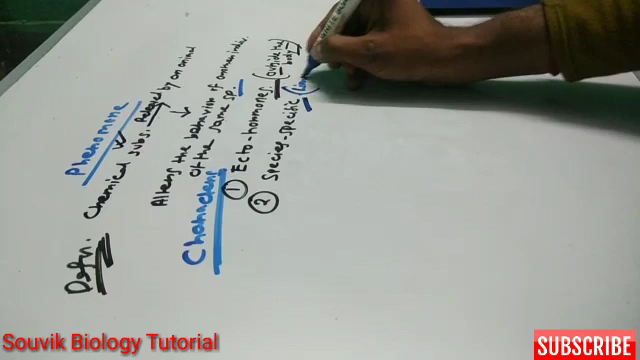 Pheromone
Defn. Chemical subs. Released by an animal
Alters the behavior of another indiv.
of the same sp.
Characters
① Ecto-hormones (outside the body)
② Species-specific (
Souvik Biology Tutorial
SUBSCRIBE